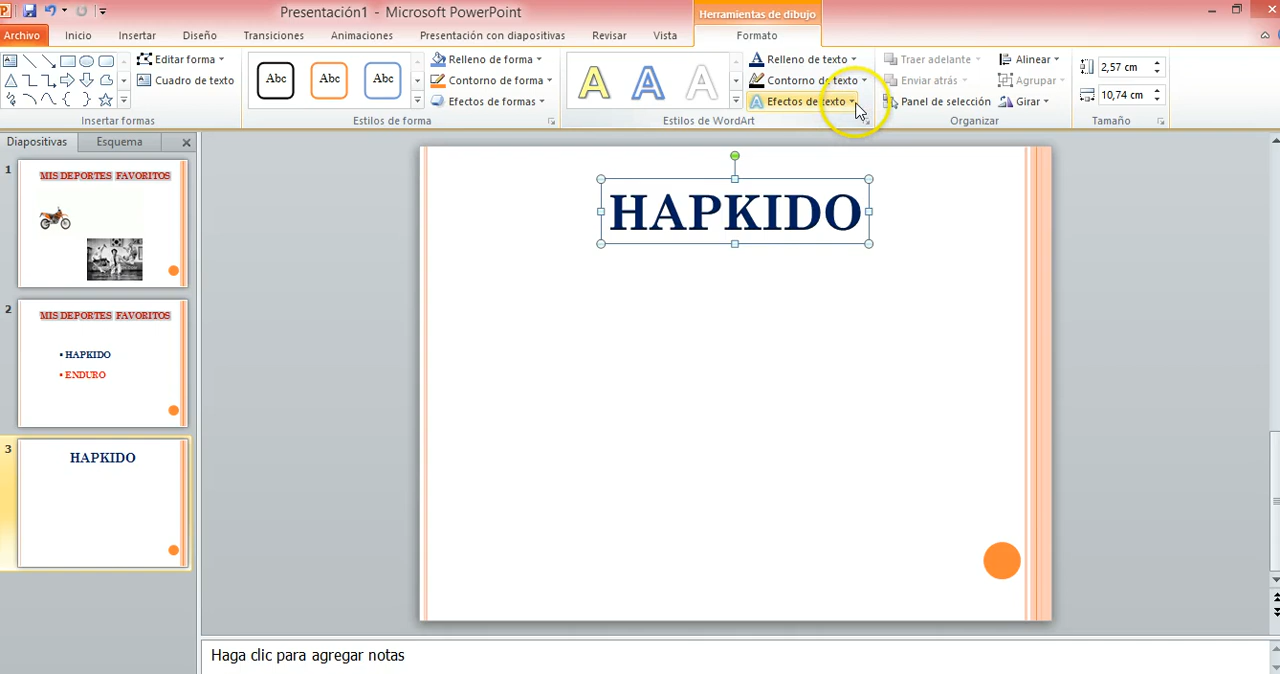 Presentación1 - Microsoft PowerPoint
Herramientas de dibujo
Archivo Inicio Insertar Diseño Transiciones Animaciones Presentación con diapositivas Revisar Vista Formato
Editar forma
Cuadro de texto
Insertar formas
Abc Abc Abc
Relleno de forma
Contorno de forma
Efectos de formas
Estilos de forma
A A A
Relleno de texto
Contorno de texto
Efectos de texto
Estilos de WordArt
Traer adelante
Enviar atrás
Panel de selección
Alinear
Agrupar
Girar
Organizar
2,57 cm
10,74 cm
Tamaño
Diapositivas Esquema
1
MIS DEPORTES FAVORITOS
2
MIS DEPORTES FAVORITOS
• HAPKIDO
• ENDURO
3
HAPKIDO
HAPKIDO
Haga clic para agregar notas